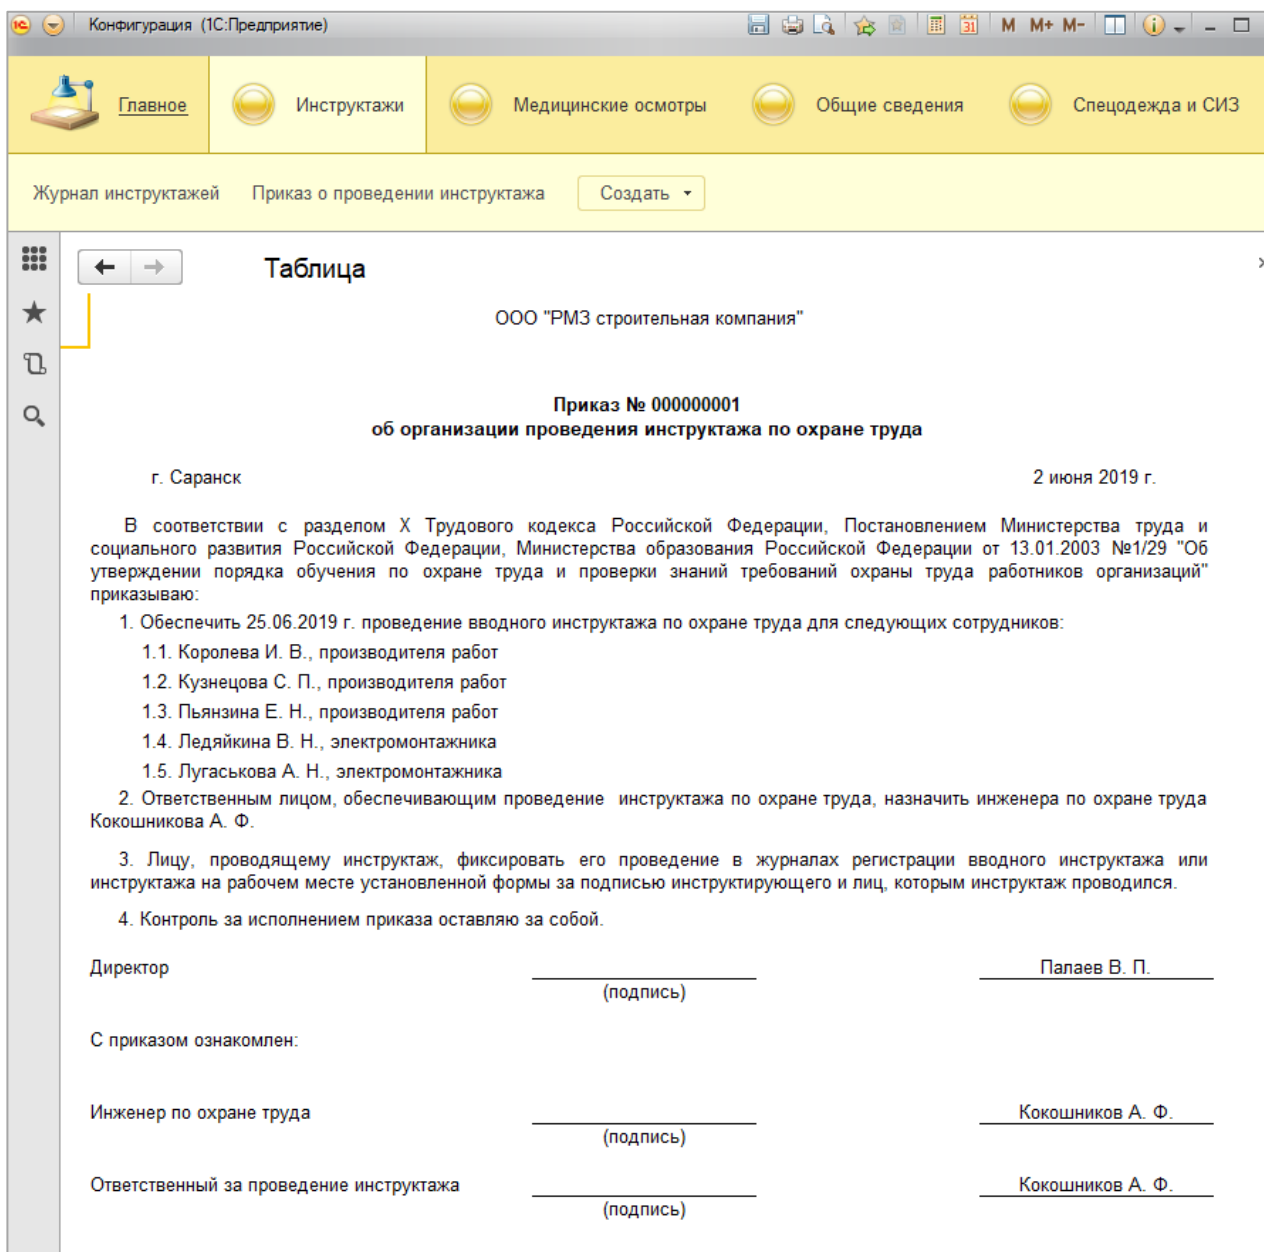 Конфигурация (1С:Предприятие)
31 M M+ M-
Главное Инструктажи Медицинские осмотры Общие сведения Спецодежда и СИЗ
Журнал инструктажей Приказ о проведении инструктажа Создать
Таблица
ООО "РМЗ строительная компания"
Приказ № 000000001
об организации проведения инструктажа по охране труда
г. Саранск 2 июня 2019 г.
В соответствии с разделом X Трудового кодекса Российской Федерации, Постановлением Министерства труда и
социального развития Российской Федерации, Министерства образования Российской Федерации от 13.01.2003 №1/29 "Об
утверждении порядка обучения по охране труда и проверки знаний требований охраны труда работников организаций"
приказываю:
1. Обеспечить 25.06.2019 г. проведение вводного инструктажа по охране труда для следующих сотрудников:
1.1. Королева И. В., производителя работ
1.2. Кузнецова С. П., производителя работ
1.3. Пьянзина Е. Н., производителя работ
1.4. Ледяйкина В. Н., электромонтажника
1.5. Лугаськова А. Н., электромонтажника
2. Ответственным лицом, обеспечивающим проведение инструктажа по охране труда, назначить инженера по охране труда
Кокошникова А. Ф.
3. Лицу, проводящему инструктаж, фиксировать его проведение в журналах регистрации вводного инструктажа или
инструктажа на рабочем месте установленной формы за подписью инструктирующего и лиц, которым инструктаж проводился.
4. Контроль за исполнением приказа оставляю за собой.
Директор Палаев В. П.
(подпись)
С приказом ознакомлен:
Инженер по охране труда Кокошников А. Ф.
(подпись)
Ответственный за проведение инструктажа Кокошников А. Ф.
(подпись)